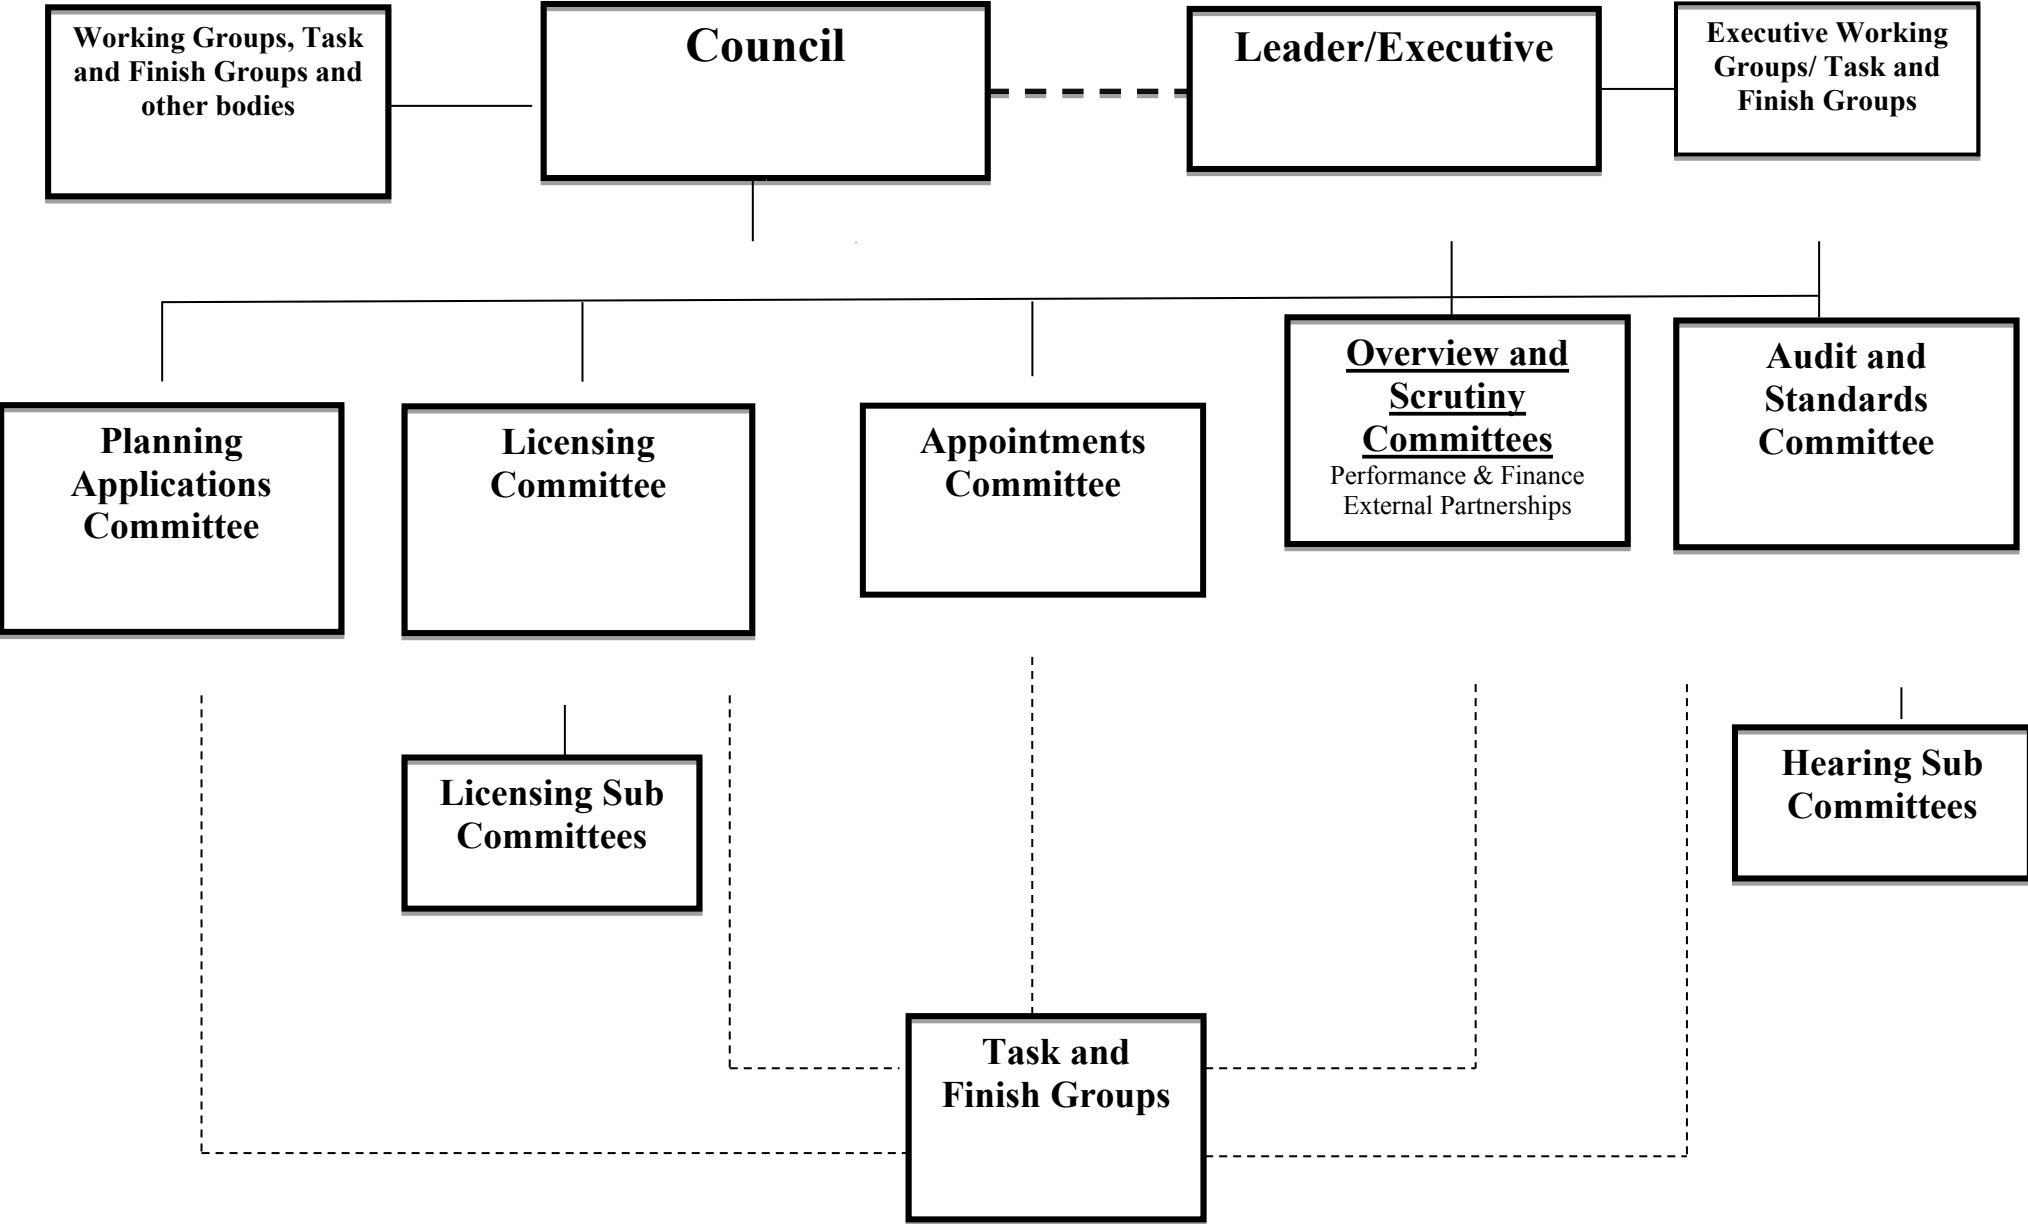 Working Groups, Task
and Finish Groups and
other bodies
Council
Leader/Executive
Executive Working
Groups/ Task and
Finish Groups
Planning
Applications
Committee
Licensing
Committee
Appointments
Committee
Overview and
Scrutiny
Committees
Performance & Finance
External Partnerships
Audit and
Standards
Committee
Licensing Sub
Committees
Hearing Sub
Committees
Task and
Finish Groups